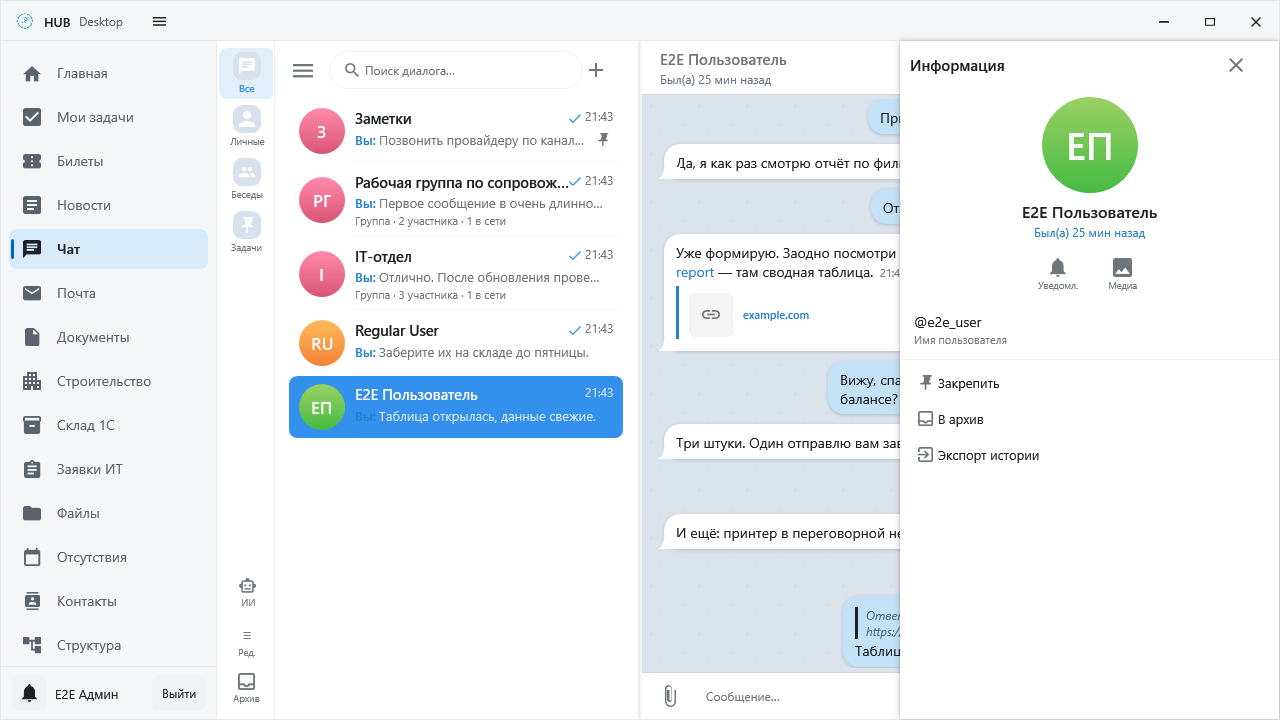 HUB Desktop
Главная
Мои задачи
Билеты
Новости
Чат
Почта
Документы
Строительство
Склад 1С
Заявки ИТ
Файлы
Отсутствия
Контакты
Структура
E2E Админ
Выйти
Все
Личные
Беседы
Задачи
ИИ
Ред.
Архив
Поиск диалога...
З
Заметки
21:43
Вы: Позвонить провайдеру по канал...
РГ
Рабочая группа по сопровож...
21:43
Вы: Первое сообщение в очень длинно...
Группа · 2 участника · 1 в сети
I
IT-отдел
21:43
Вы: Отлично. После обновления прове...
Группа · 3 участника · 1 в сети
RU
Regular User
21:43
Вы: Заберите их на складе до пятницы.
ЕП
E2E Пользователь
21:43
Вы: Таблица открылась, данные свежие.
E2E Пользователь
Был(а) 25 мин назад
Да, я как раз смотрю отчёт по
Уже формирую. Заодно посмотри
report — там сводная таблица.
example.com
Вижу,
балансе?
Три штуки. Один отправлю вам
И ещё: принтер в переговорной
https:/
Сообщение...
Информация
ЕП
E2E Пользователь
Был(а) 25 мин назад
Уведомл.
Медиа
@e2e_user
Имя пользователя
Закрепить
В архив
Экспорт истории